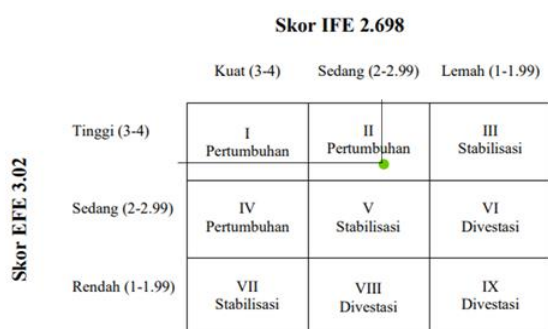 Skor IFE 2.698
Kuat (3-4) Sedang (2-2.99) Lemah (1-1.99)
Skor EFE 3.02
Tinggi (3-4)
I
Pertumbuhan
II
Pertumbuhan
III
Stabilisasi
Sedang (2-2.99)
IV
Pertumbuhan
V
Stabilisasi
VI
Divestasi
Rendah (1-1.99)
VII
Stabilisasi
VIII
Divestasi
IX
Divestasi